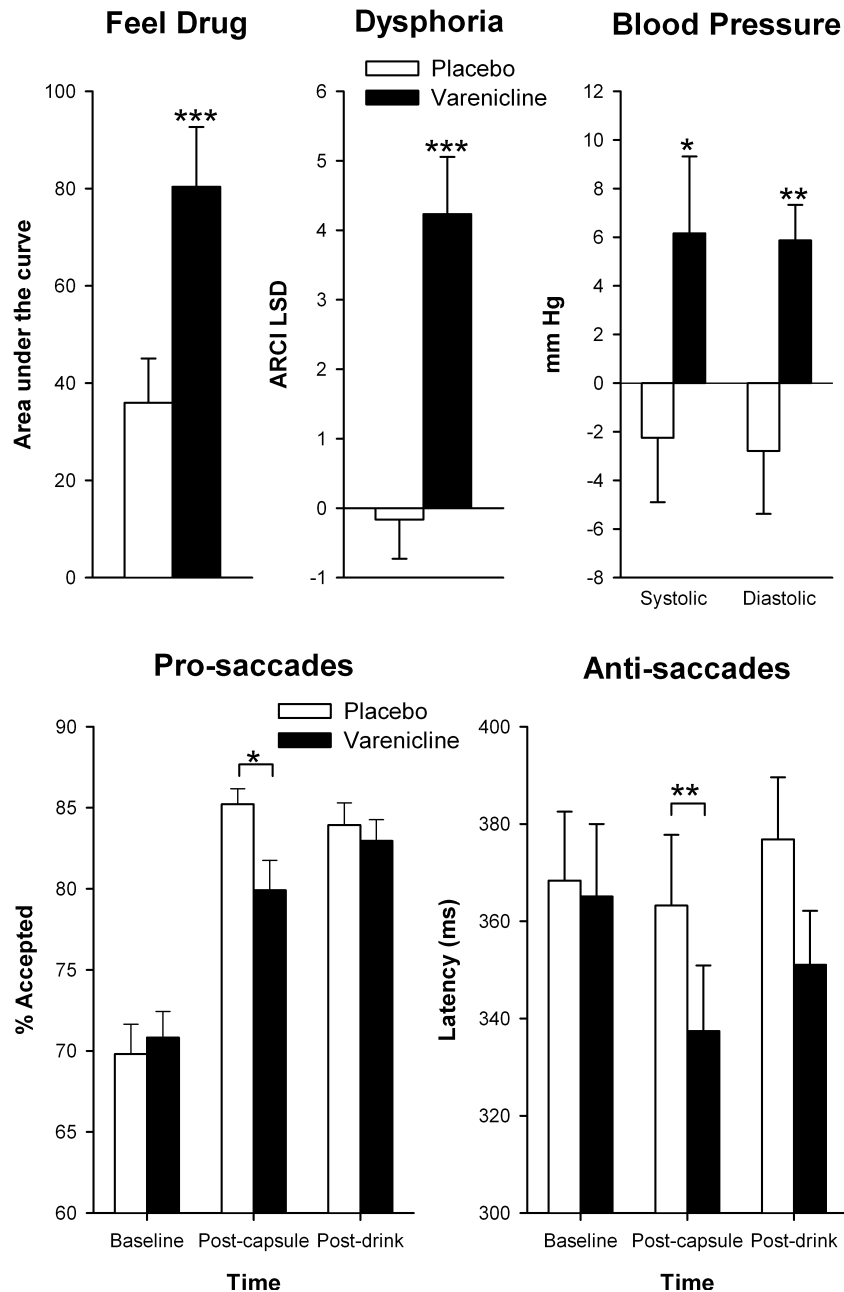 Feel Drug
Dysphoria
Blood Pressure
Placebo
Varenicline
Area under the curve
100
80
60
40
20
0
***
ARCI LSD
6
5
4
3
2
1
0
-1
***
mm Hg
12
10
8
6
4
2
0
-2
-4
-6
-8
*
**
Systolic Diastolic
Pro-saccades
Placebo
Varenicline
% Accepted
90
85
80
75
70
65
60
*
Baseline Post-capsule Post-drink
Time
Anti-saccades
Latency (ms)
400
380
360
340
320
300
**
Baseline Post-capsule Post-drink
Time